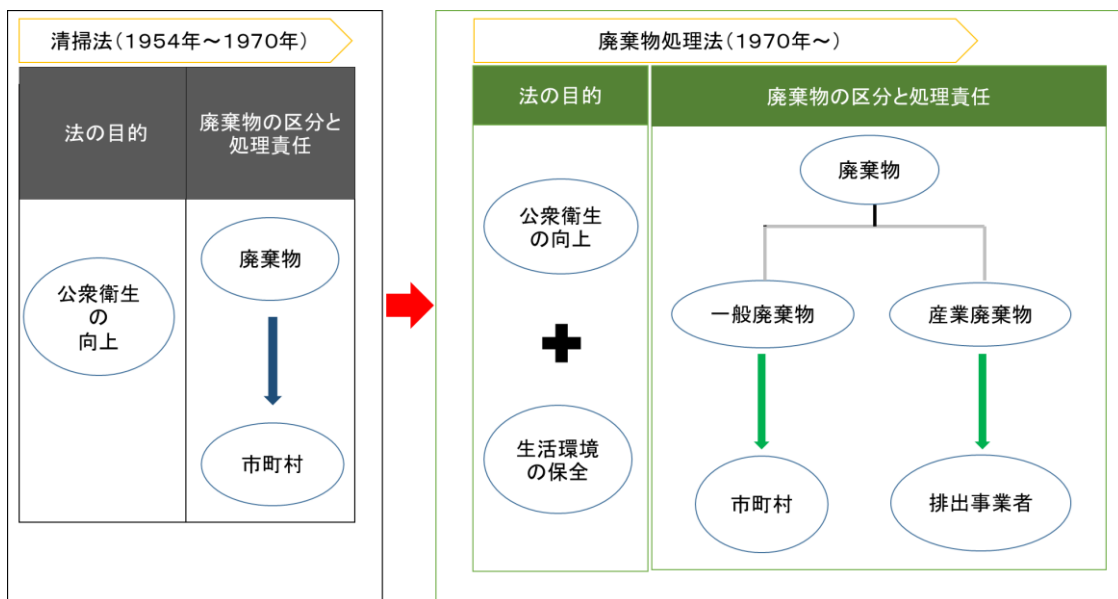 清掃法(1954年～1970年)
法の目的
廃棄物の区分と
処理責任
公衆衛生
の
向上
廃棄物
市町村
廃棄物処理法(1970年～)
法の目的
廃棄物の区分と処理責任
公衆衛生
の向上
生活環境
の保全
廃棄物
一般廃棄物
産業廃棄物
市町村
排出事業者